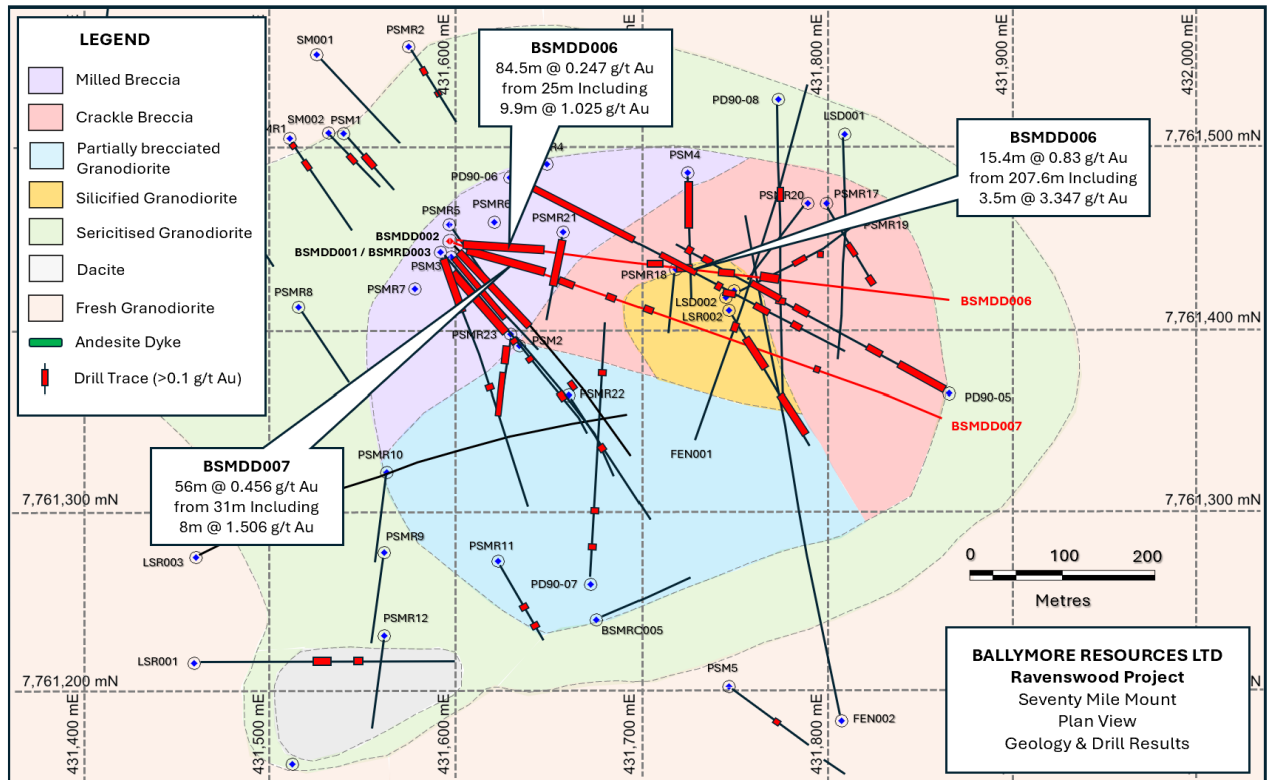 LEGEND
Milled Breccia
Crackle Breccia
Partially brecciated
Granodiorite
Silicified Granodiorite
Sericitised Granodiorite
Dacite
Fresh Granodiorite
Andesite Dyke
Drill Trace (>0.1 g/t Au)
SM001
PSMR2
431,600 mE
BSMDD006
84.5m @ 0.247 g/t Au
from 25m Including
9.9m @ 1.025 g/t Au
431,800 mE
431,900 mE
432,000 mE
PD90-08
LSD001
MR1
SM002
PSM1
7,761,500 mN
BSMDD006
15.4m @ 0.83 g/t Au
from 207.6m Including
3.5m @ 3.347 g/t Au
R4
PSM4
PD90-06
PSMR20
PSMR17
PSMR6
PSMR5
PSMR21
PSMR19
BSMDD002
BSMDD001 / BSMRD003
PSM3
PSMR18
PSMR7
PSMR8
LSD002
LSR002
BSMDD006
7,761,400 mN
PSMR23
PSM2
PSMR22
PD90-05
BSMDD007
FEN001
PSMR10
BSMDD007
56m @ 0.456 g/t Au
from 31m Including
8m @ 1.506 g/t Au
7,761,300 mN
7,761,300 mN
LSR003
PSMR9
PSMR11
PD90-07
0 100 200
Metres
PSMR12
BSMRC005
LSR001
PSM5
7,761,200 mN
N
FEN002
431,400 mE
431,500 mE
431,600 mE
431,700 mE
431,800 mE
BALLYMORE RESOURCES LTD
Ravenswood Project
Seventy Mile Mount
Plan View
Geology & Drill Results